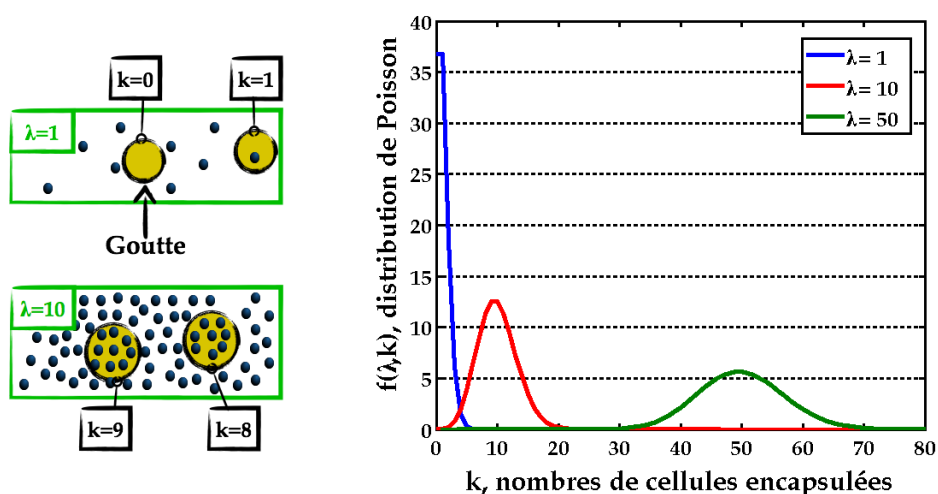 k=0
k=1
λ=1
Goutte
λ=10
k=9
k=8
f(λ,k), distribution de Poisson
40
35
30
25
20
15
10
5
0
0 10 20 30 40 50 60 70 80
k, nombres de cellules encapsulées
λ= 1
λ= 10
λ= 50